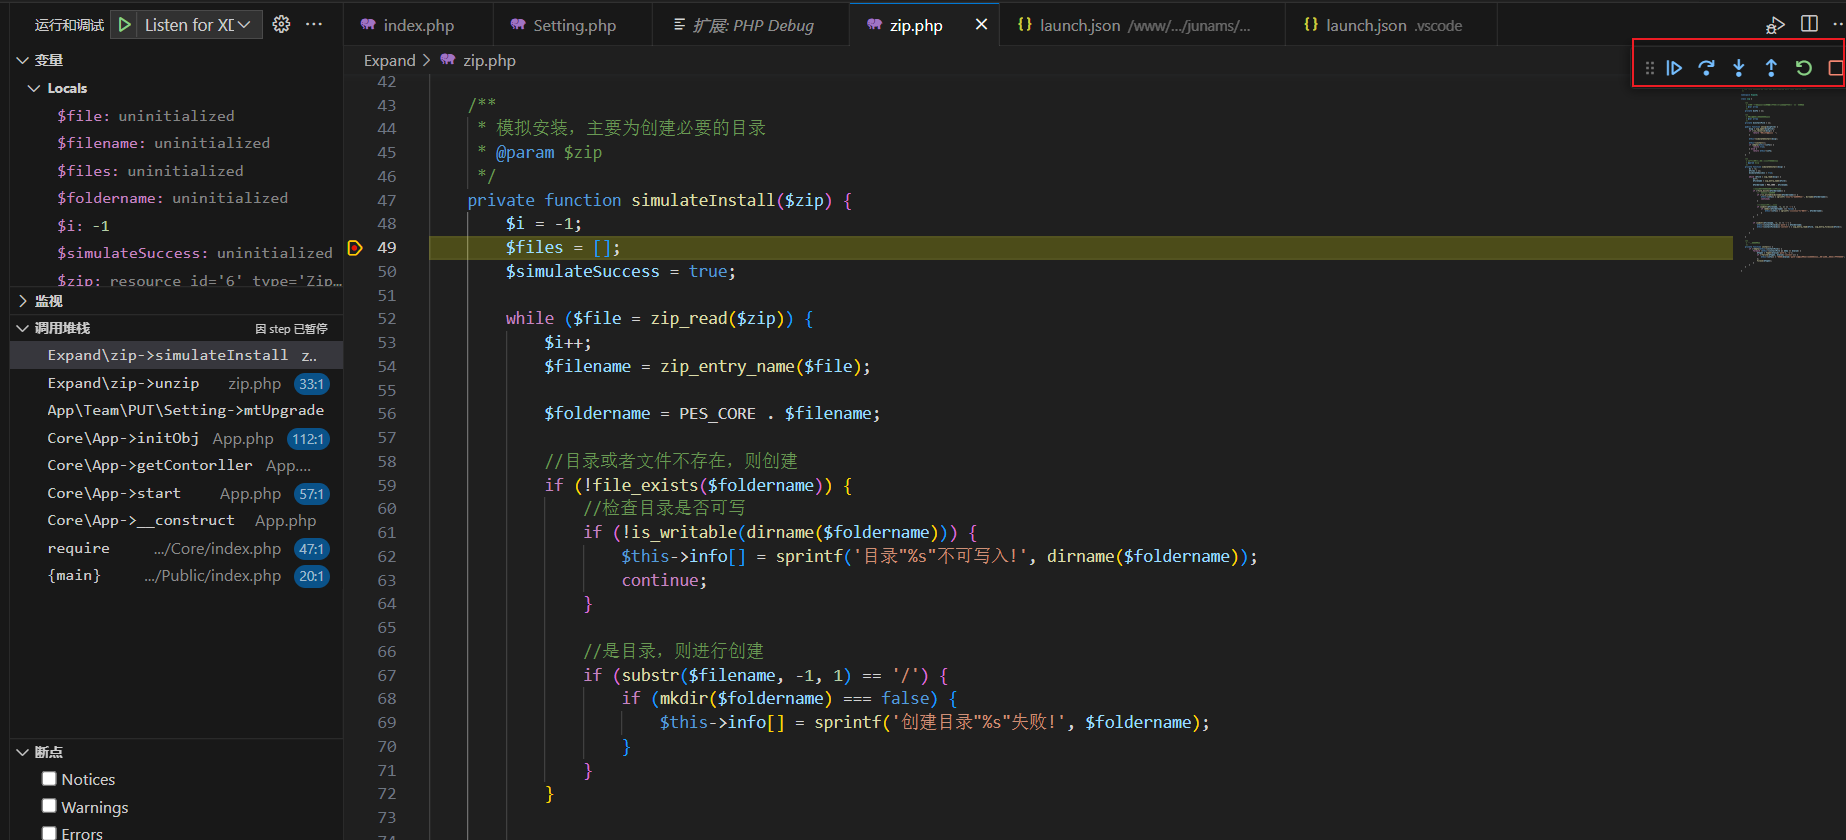 运行和调试
Listen for XD
index.php
Setting.php
扩展: PHP Debug
zip.php
launch.json /www/.../junams/...
launch.json .vscode
变量
Locals
$file: uninitialized
$filename: uninitialized
$files: uninitialized
$foldername: uninitialized
$i: -1
$simulateSuccess: uninitialized
$zip: resource id='6' type='Zip...
监视
调用堆栈
因 step 已暂停
Expand\zip->simulateInstall z..
Expand\zip->unzip zip.php 33:1
App\Team\PUT\Setting->mtUpgrade
Core\App->initObj App.php 112:1
Core\App->getContorller App....
Core\App->start App.php 57:1
Core\App->__construct App.php
require .../Core/index.php 47:1
{main} .../Public/index.php 20:1
断点
Notices
Warnings
Errors
Expand > zip.php
42
43 /**
44 * 模拟安装，主要为创建必要的目录
45 * @param $zip
46 */
47 private function simulateInstall($zip) {
48 $i = -1;
49 $files = [];
50 $simulateSuccess = true;
51
52 while ($file = zip_read($zip)) {
53 $i++;
54 $filename = zip_entry_name($file);
55
56 $foldername = PES_CORE . $filename;
57
58 //目录或者文件不存在，则创建
59 if (!file_exists($foldername)) {
60 //检查目录是否可写
61 if (!is_writable(dirname($foldername))) {
62 $this->info[] = sprintf('目录"%s"不可写入!', dirname($foldername));
63 continue;
64 }
65
66 //是目录，则进行创建
67 if (substr($filename, -1, 1) == '/') {
68 if (mkdir($foldername) === false) {
69 $this->info[] = sprintf('创建目录"%s"失败!', $foldername);
70 }
71 }
72 }
73
74